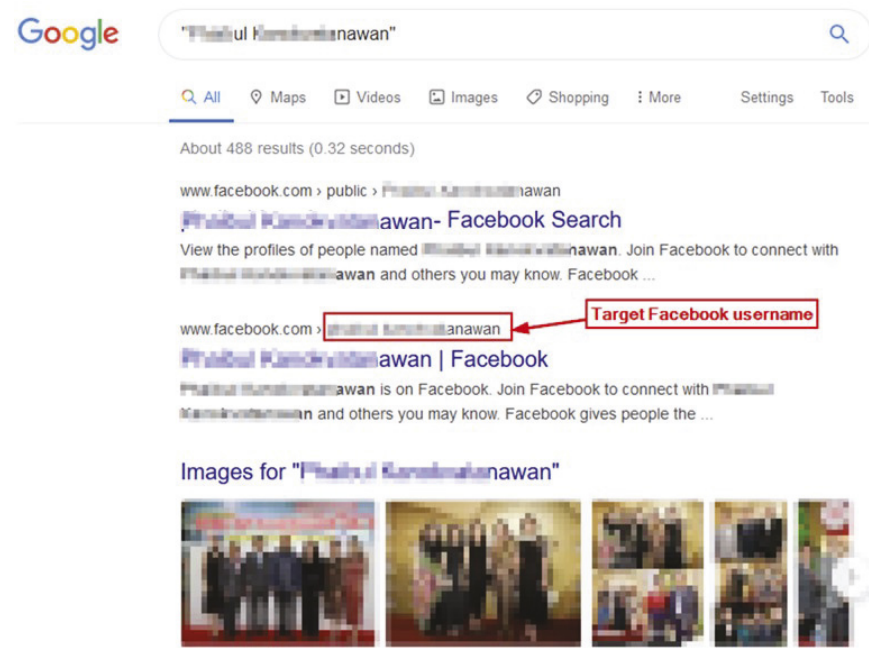 Google
"ul nawan"
All Maps Videos Images Shopping More Settings Tools
About 488 results (0.32 seconds)
www.facebook.com › public › nawan
awan- Facebook Search
View the profiles of people named nawan. Join Facebook to connect with
awan and others you may know. Facebook ...
www.facebook.com › anawan
Target Facebook username
awan | Facebook
awan is on Facebook. Join Facebook to connect with
an and others you may know. Facebook gives people the ...
Images for "nawan"